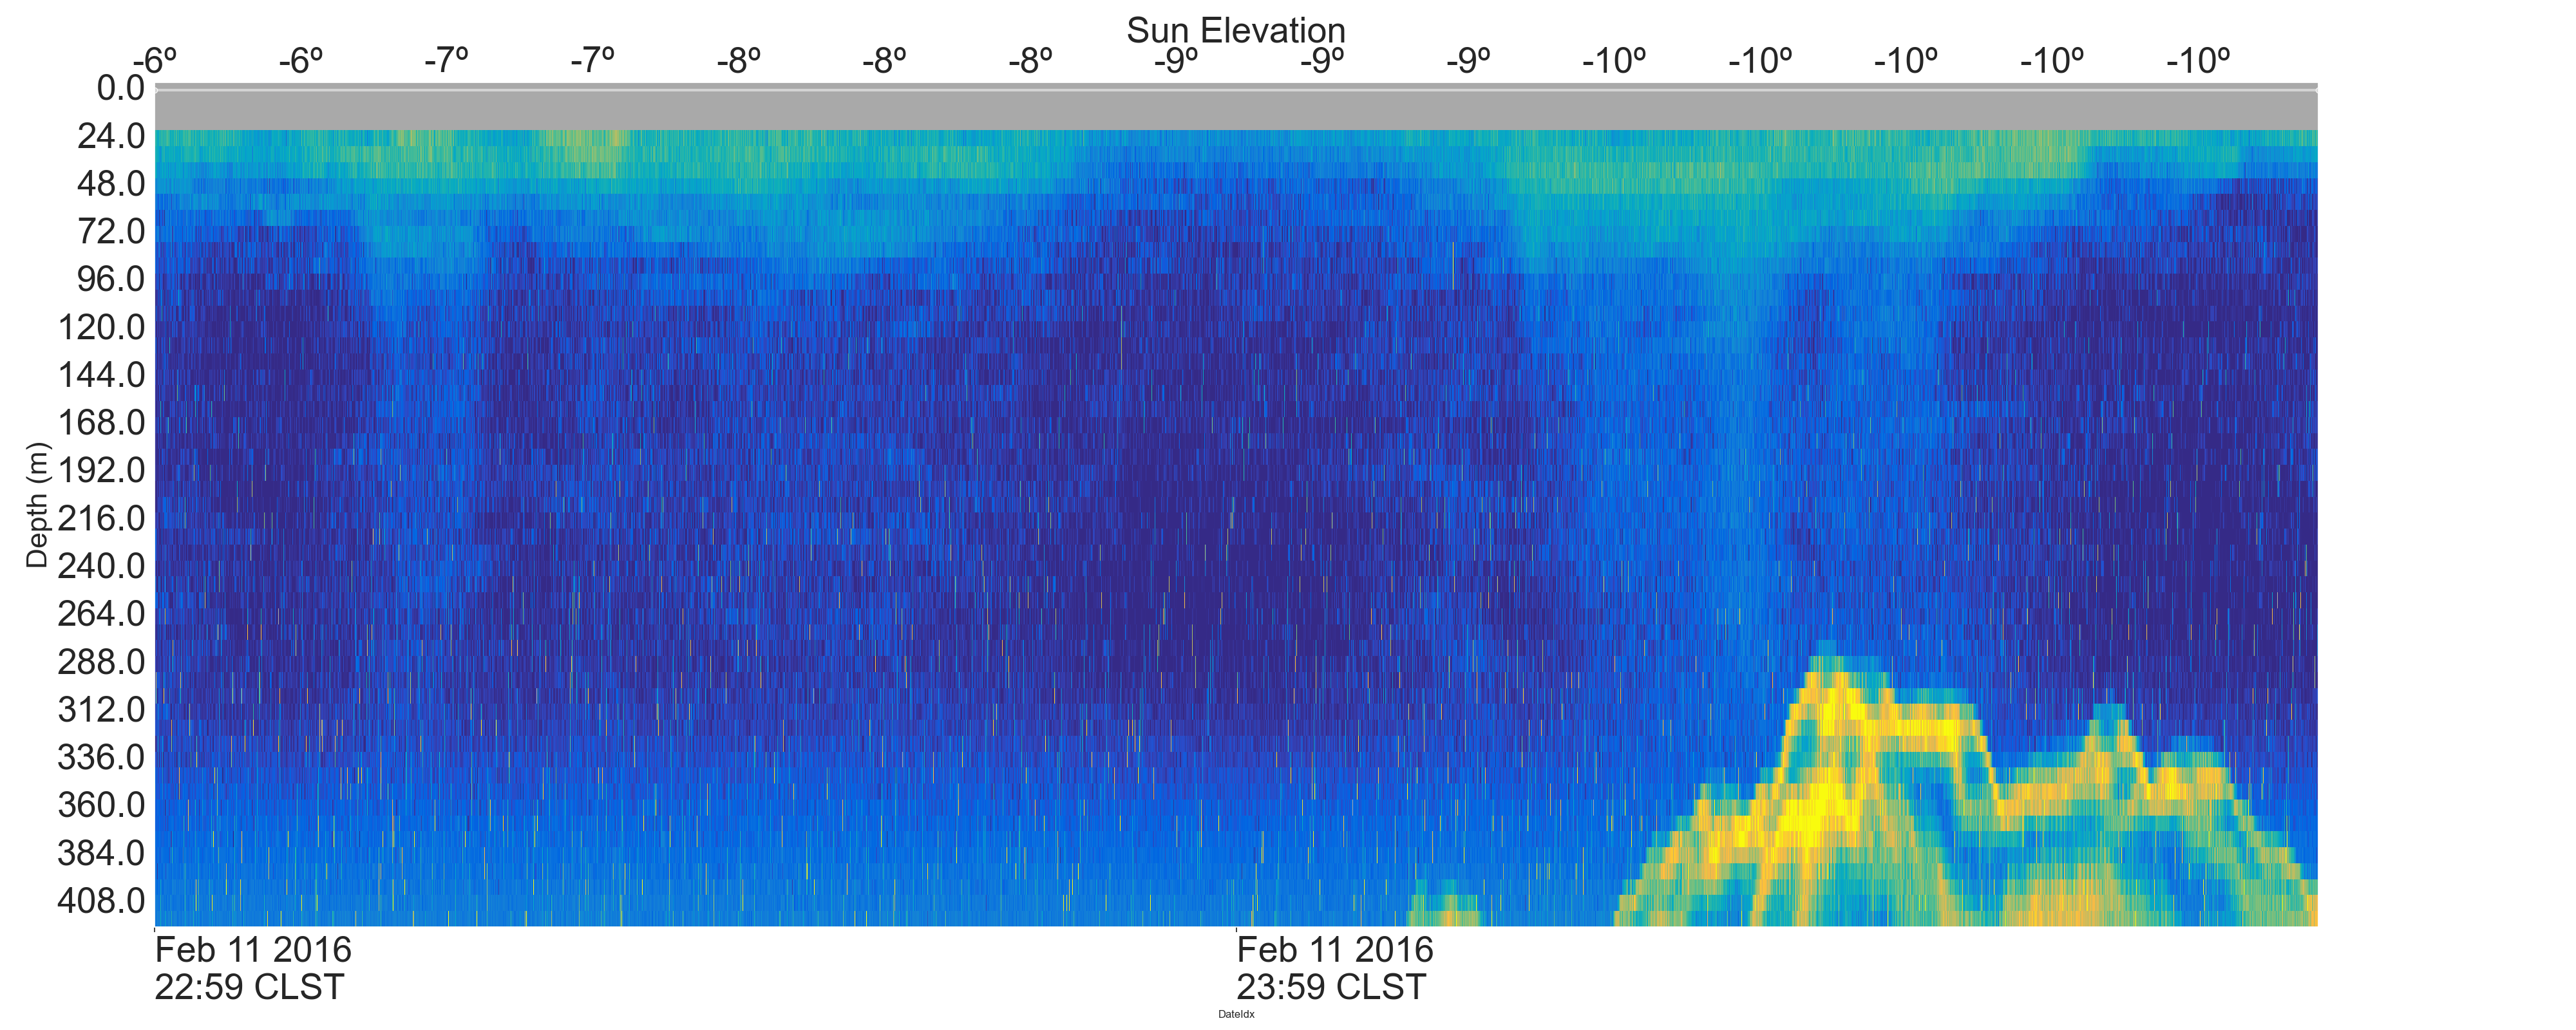 Sun Elevation
-6º -6º -7º -7º -8º -8º -8º -9º -9º -9º -10º -10º -10º -10º -10º
0.0
24.0
48.0
72.0
96.0
120.0
144.0
168.0
192.0
216.0
240.0
264.0
288.0
312.0
336.0
360.0
384.0
408.0
Depth (m)
Feb 11 2016
22:59 CLST
Feb 11 2016
23:59 CLST
DateIdx